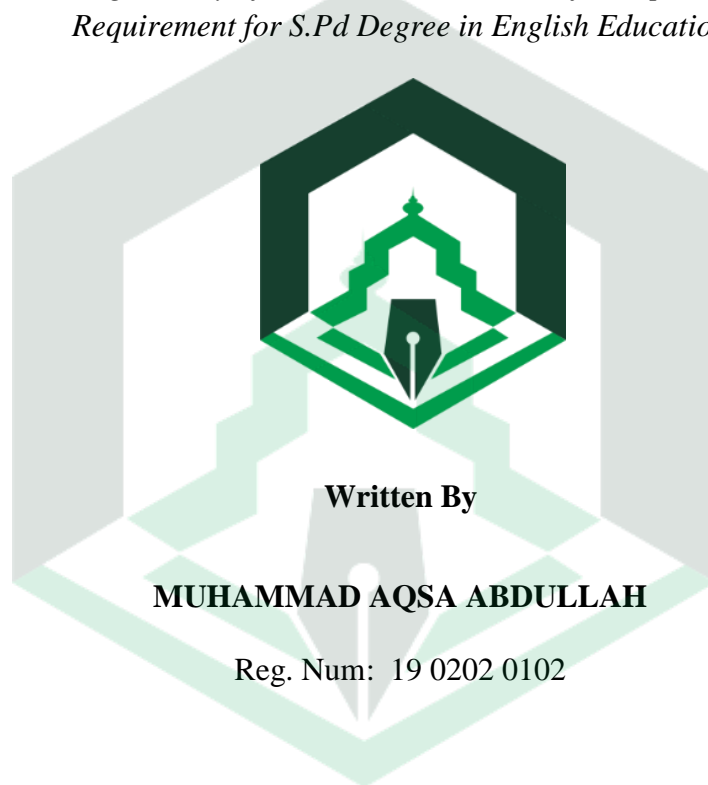 Requirement for S.Pd Degree in English Educatio
Written By
MUHAMMAD AQSA ABDULLAH
Reg. Num: 19 0202 0102